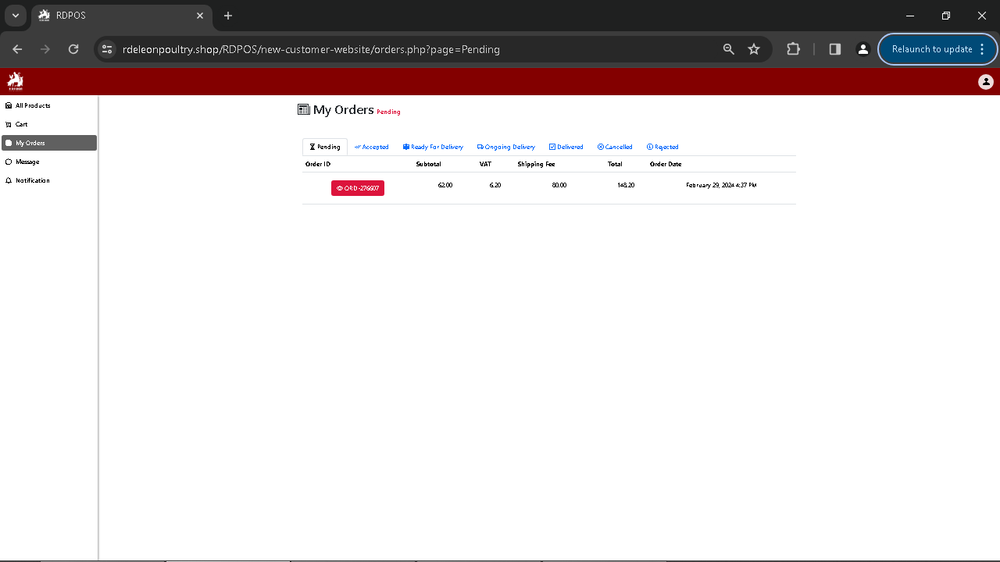 RDPOS
rdeleonpoultry.shop/RDPOS/new-customer-website/orders.php?page=Pending
Relaunch to update
All Products
Cart
My Orders
Message
Notification
My Orders Pending
Pending Accepted Ready For Delivery Ongoing Delivery Delivered Cancelled Rejected
Order ID Subtotal VAT Shipping Fee Total Order Date
ORD-276607 62.00 6.20 80.00 148.20 February 29, 2024 4:37 PM